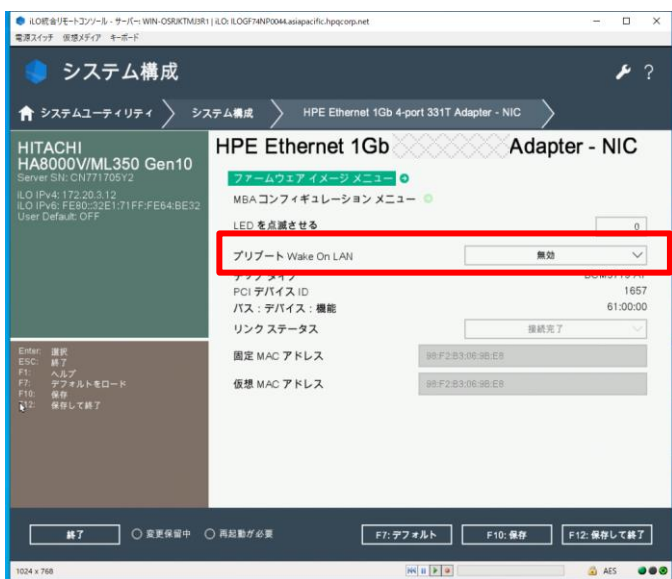 iLO統合リモートコンソール - サーバー: WIN-OSRJKTMJ3R1 | iLO: ILOGF74NP0044.asiapacific.hpqcorp.net
電源スイッチ 仮想メディア キーボード
システム構成
?
システムユーティリティ システム構成 HPE Ethernet 1Gb 4-port 331T Adapter - NIC
HITACHI
HA8000V/ML350 Gen10
Server SN: CN771705Y2
iLO IPv4: 172.20.3.12
iLO IPv6: FE80::32E1:71FF:FE64:BE32
User Default: OFF
Enter: 選択
ESC: 終了
F1: ヘルプ
F7: デフォルトをロード
F10: 保存
F12: 保存して終了
HPE Ethernet 1Gb Adapter - NIC
ファームウェア イメージ メニュー
MBA コンフィギュレーション メニュー
LED を点滅させる 0
プリブート Wake On LAN 無効
PCI デバイス ID 1657
バス : デバイス : 機能 61:00:00
リンク ステータス 接続完了
固定 MAC アドレス 98:F2:B3:06:9B:E8
仮想 MAC アドレス 98:F2:B3:06:9B:E8
終了 変更保留中 再起動が必要 F7: デフォルト F10: 保存 F12: 保存して終了
1024 x 768 AES